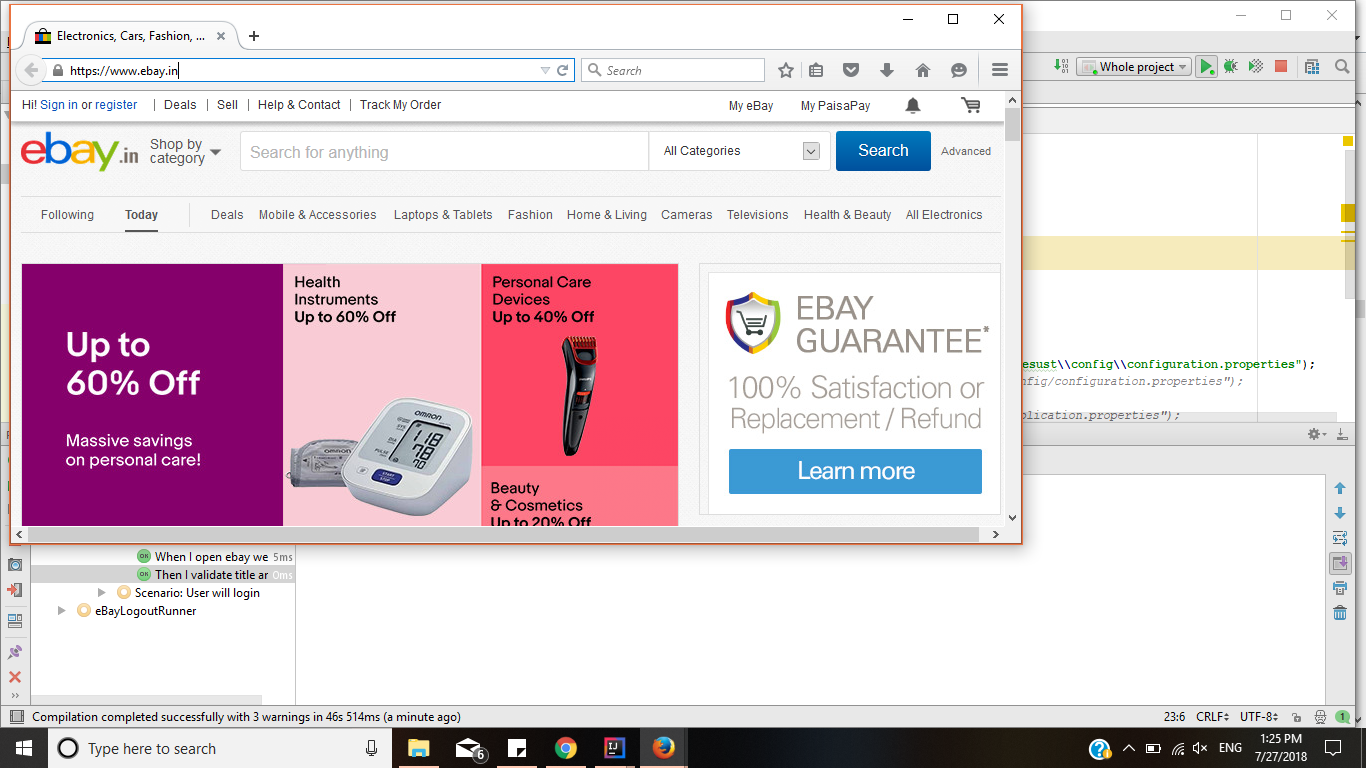 Electronics, Cars, Fashion, ...
https://www.ebay.in
Search
Whole project
Hi! Sign in or register
Deals
Sell
Help & Contact
Track My Order
My eBay
My PaisaPay
ebay.in
Shop by
category
Search for anything
All Categories
Search
Advanced
Following
Today
Deals
Mobile & Accessories
Laptops & Tablets
Fashion
Home & Living
Cameras
Televisions
Health & Beauty
All Electronics
Up to
60% Off
Massive savings
on personal care!
Health
Instruments
Up to 60% Off
OMRON
118
78
70
Personal Care
Devices
Up to 40% Off
Beauty
& Cosmetics
Up to 20% Off
EBAY
GUARANTEE*
100% Satisfaction or
Replacement / Refund
Learn more
esust\\config\\configuration.properties");
nfig/configuration.properties");
plication.properties");
OK When I open ebay we 5ms
OK Then I validate title ar 0ms
Scenario: User will login
eBayLogoutRunner
Compilation completed successfully with 3 warnings in 46s 514ms (a minute ago)
23:6 CRLF UTF-8
1
Type here to search
6
ENG
1:25 PM
7/27/2018